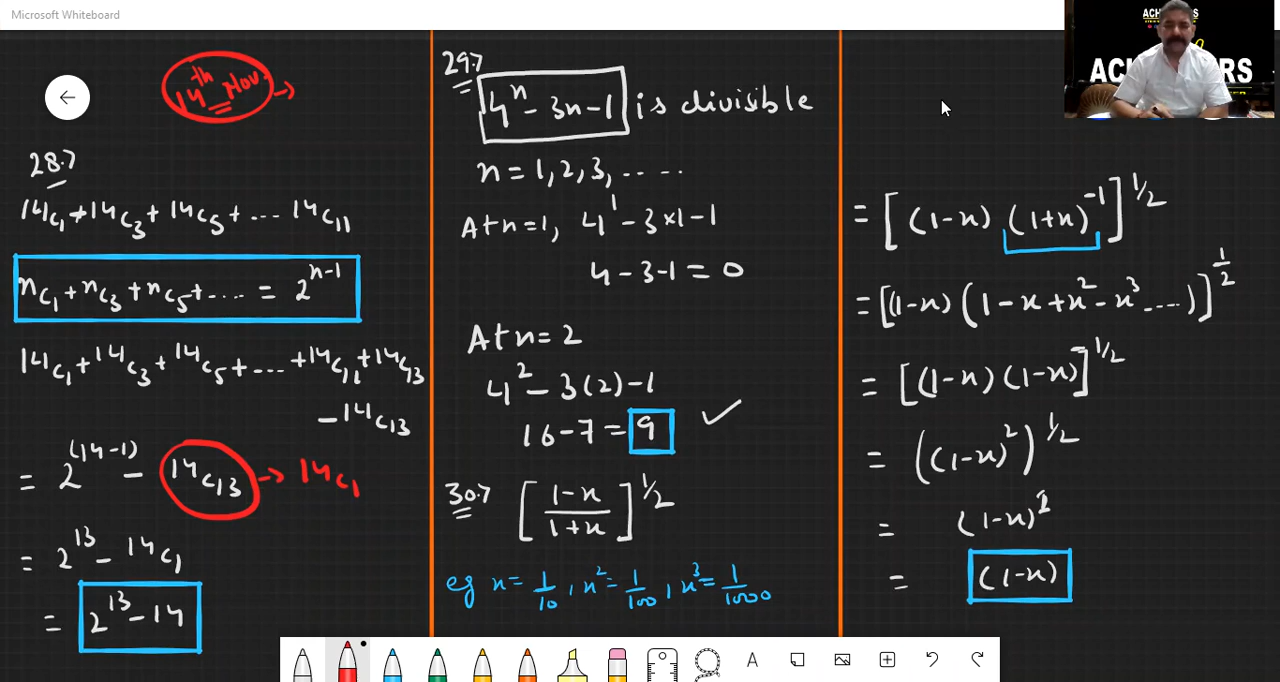 Microsoft Whiteboard
14th Nov. →
28.7
14C1 + 14C3 + 14C5 + ... 14C11
nC1 + nC3 + nC5 + .... = 2^(n-1)
14C1 + 14C3 + 14C5 + ... + 14C11 + 14C13
- 14C13
= 2^(14-1) - 14C13 → 14C1
= 2^13 - 14C1
= 2^13 - 14
29.7
4^n - 3n - 1 is divisible
n = 1, 2, 3, .....
At n=1, 4^1 - 3×1 - 1
4 - 3 - 1 = 0
At n = 2
4^2 - 3(2) - 1
16 - 7 = 9 ✓
30.7 [(1-x)/(1+x)]^1/2
eg x = 1/10, x^2 = 1/100, x^3 = 1/1000
ACH ERS
ACH ERS
= [(1-x) (1+x)^-1]^1/2
= [(1-x) (1 - x + x^2 - x^3 ....)]^1/2
= [(1-x) (1-x)]^1/2
= ((1-x)^2)^1/2
= (1-x)^1
= (1-x)
A